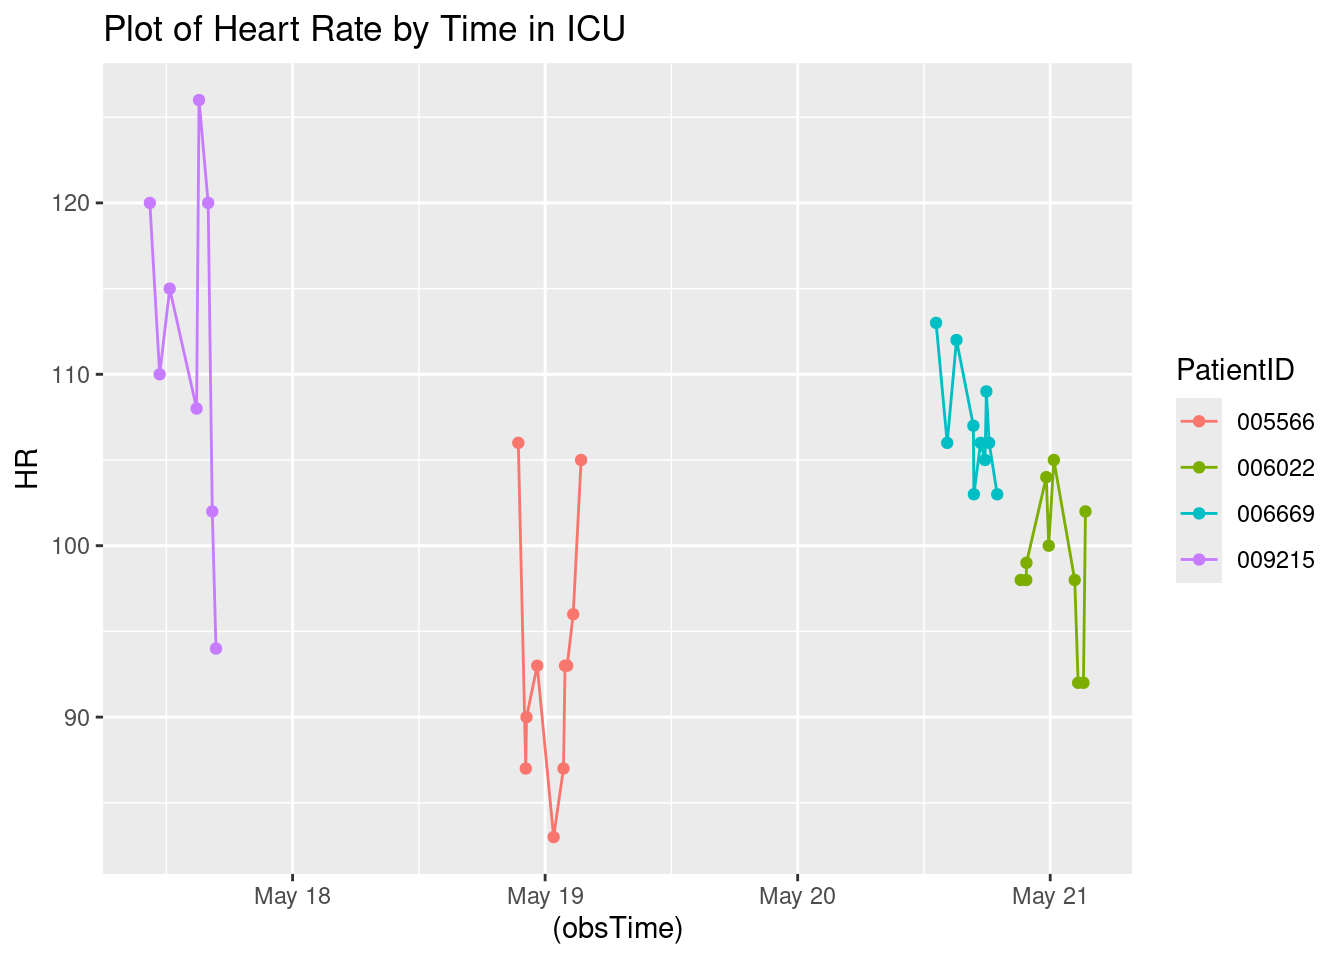 Plot of Heart Rate by Time in ICU
HR
120
110
100
90
May 18 May 19 May 20 May 21
(obsTime)
PatientID
005566
006022
006669
009215